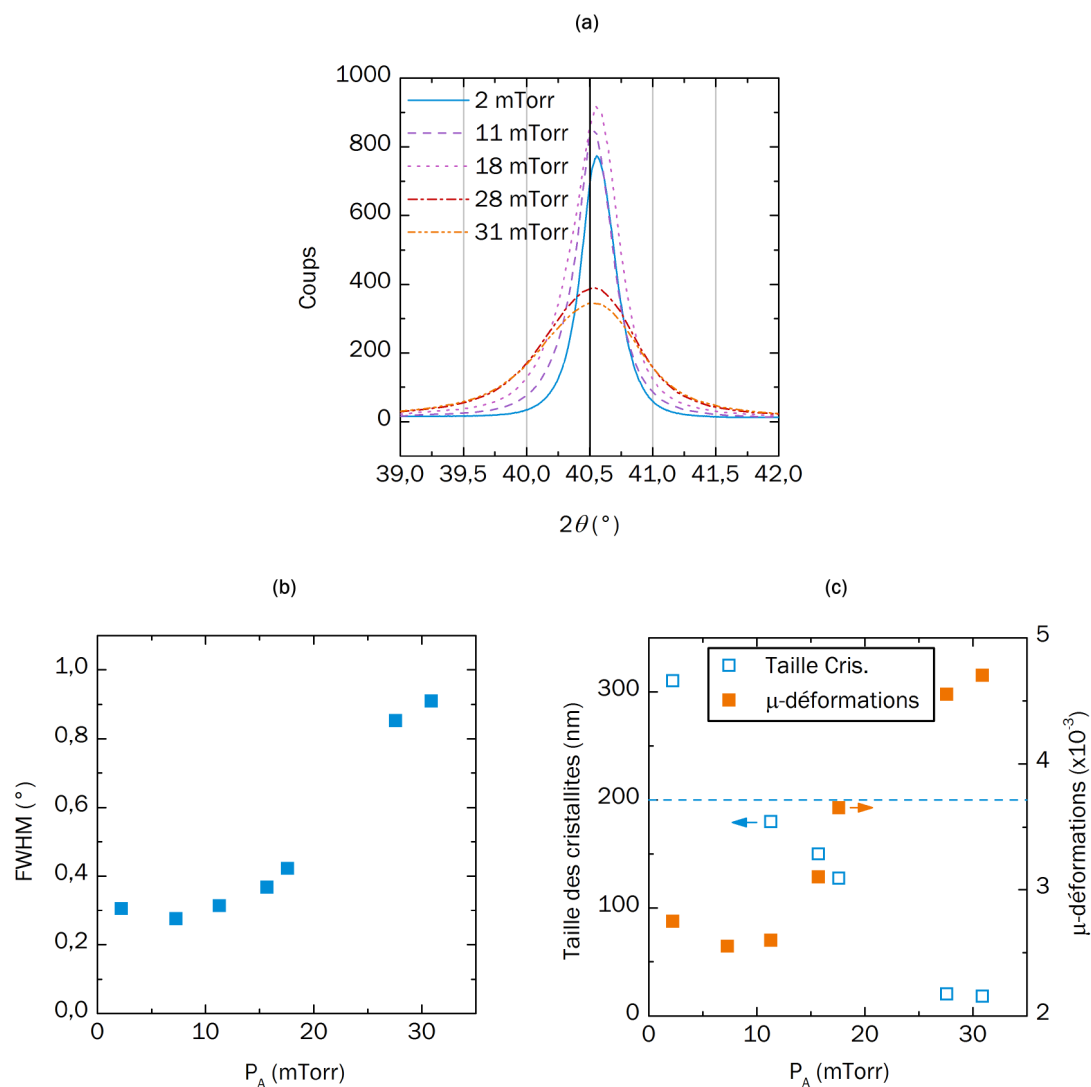 (a)
1000
800
600
400
200
0
Coups
2 mTorr
11 mTorr
18 mTorr
28 mTorr
31 mTorr
39,0 39,5 40,0 40,5 41,0 41,5 42,0
2θ (°)
(b)
1,0
0,8
0,6
0,4
0,2
0,0
FWHM (°)
0 10 20 30
P_A (mTorr)
(c)
300
200
100
0
Taille des cristallites (nm)
Taille Cris.
μ-déformations
5
4
3
2
μ-déformations (x10⁻³)
0 10 20 30
P_A (mTorr)